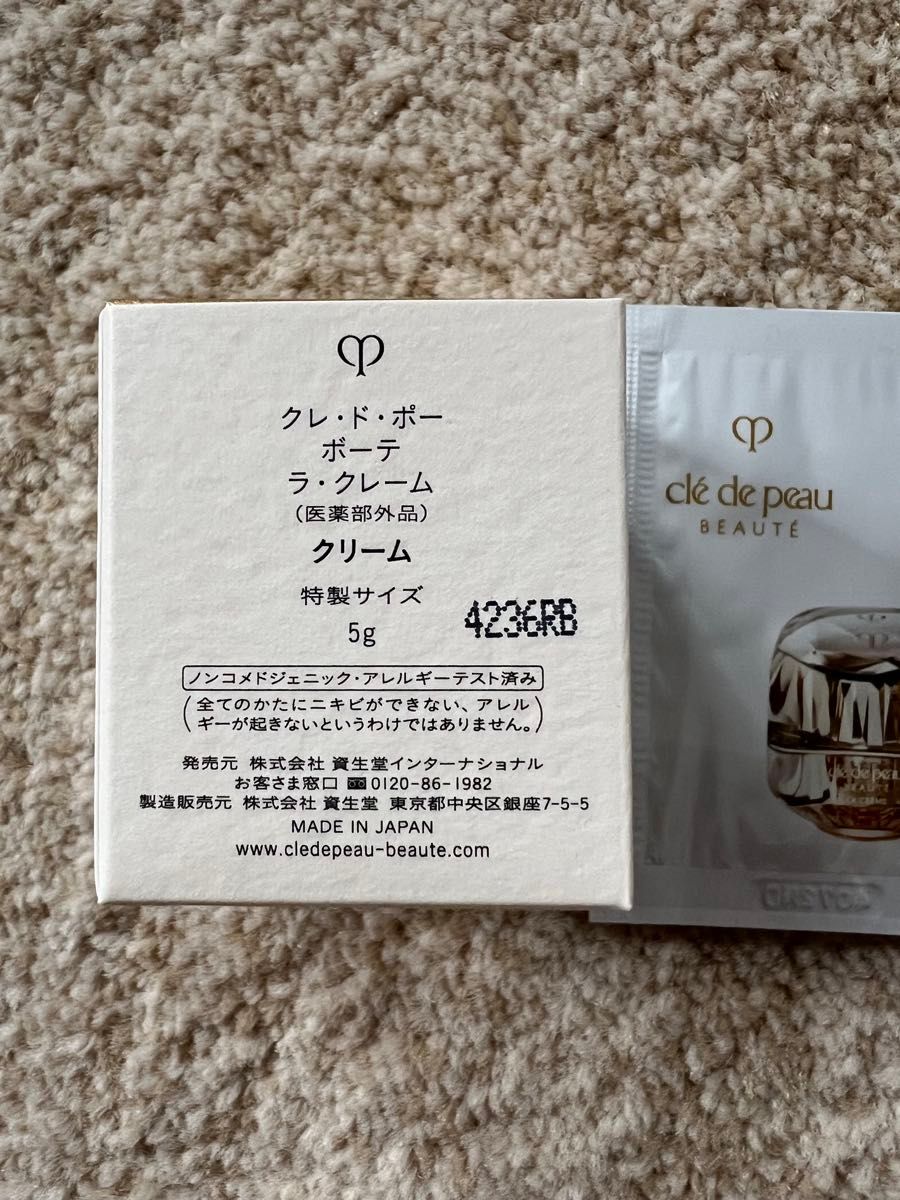 クレ・ド・ポー
ボーテ
ラ・クレーム
（医薬部外品）
クリーム
特製サイズ
5g
4236RB
ノンコメドジェニック・アレルギーテスト済み
（全てのかたにニキビができない、アレル
ギーが起きないというわけではありません。）
発売元 株式会社 資生堂インターナショナル
お客さま窓口 0120-86-1982
製造販売元 株式会社 資生堂 東京都中央区銀座7-5-5
MADE IN JAPAN
www.cledepeau-beaute.com
clé de peau
BEAUTÉ
clé de peau
BEAUTÉ